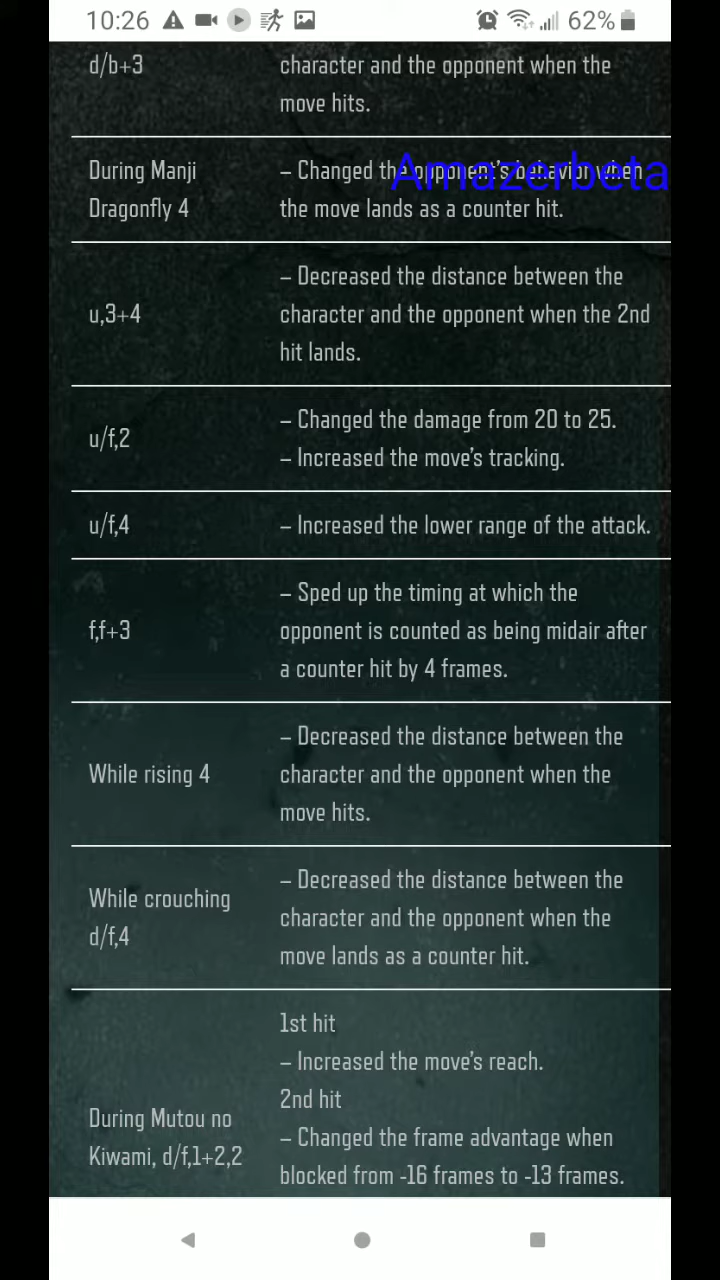 10:26
62%
d/b+3
character and the opponent when the
move hits.
During Manji
Dragonfly 4
– Changed the opponent's behavior when
the move lands as a counter hit.
Amazerbeta
u,3+4
– Decreased the distance between the
character and the opponent when the 2nd
hit lands.
u/f,2
– Changed the damage from 20 to 25.
– Increased the move's tracking.
u/f,4
– Increased the lower range of the attack.
f,f+3
– Sped up the timing at which the
opponent is counted as being midair after
a counter hit by 4 frames.
While rising 4
– Decreased the distance between the
character and the opponent when the
move hits.
While crouching
d/f,4
– Decreased the distance between the
character and the opponent when the
move lands as a counter hit.
During Mutou no
Kiwami, d/f,1+2,2
1st hit
– Increased the move's reach.
2nd hit
– Changed the frame advantage when
blocked from -16 frames to -13 frames.